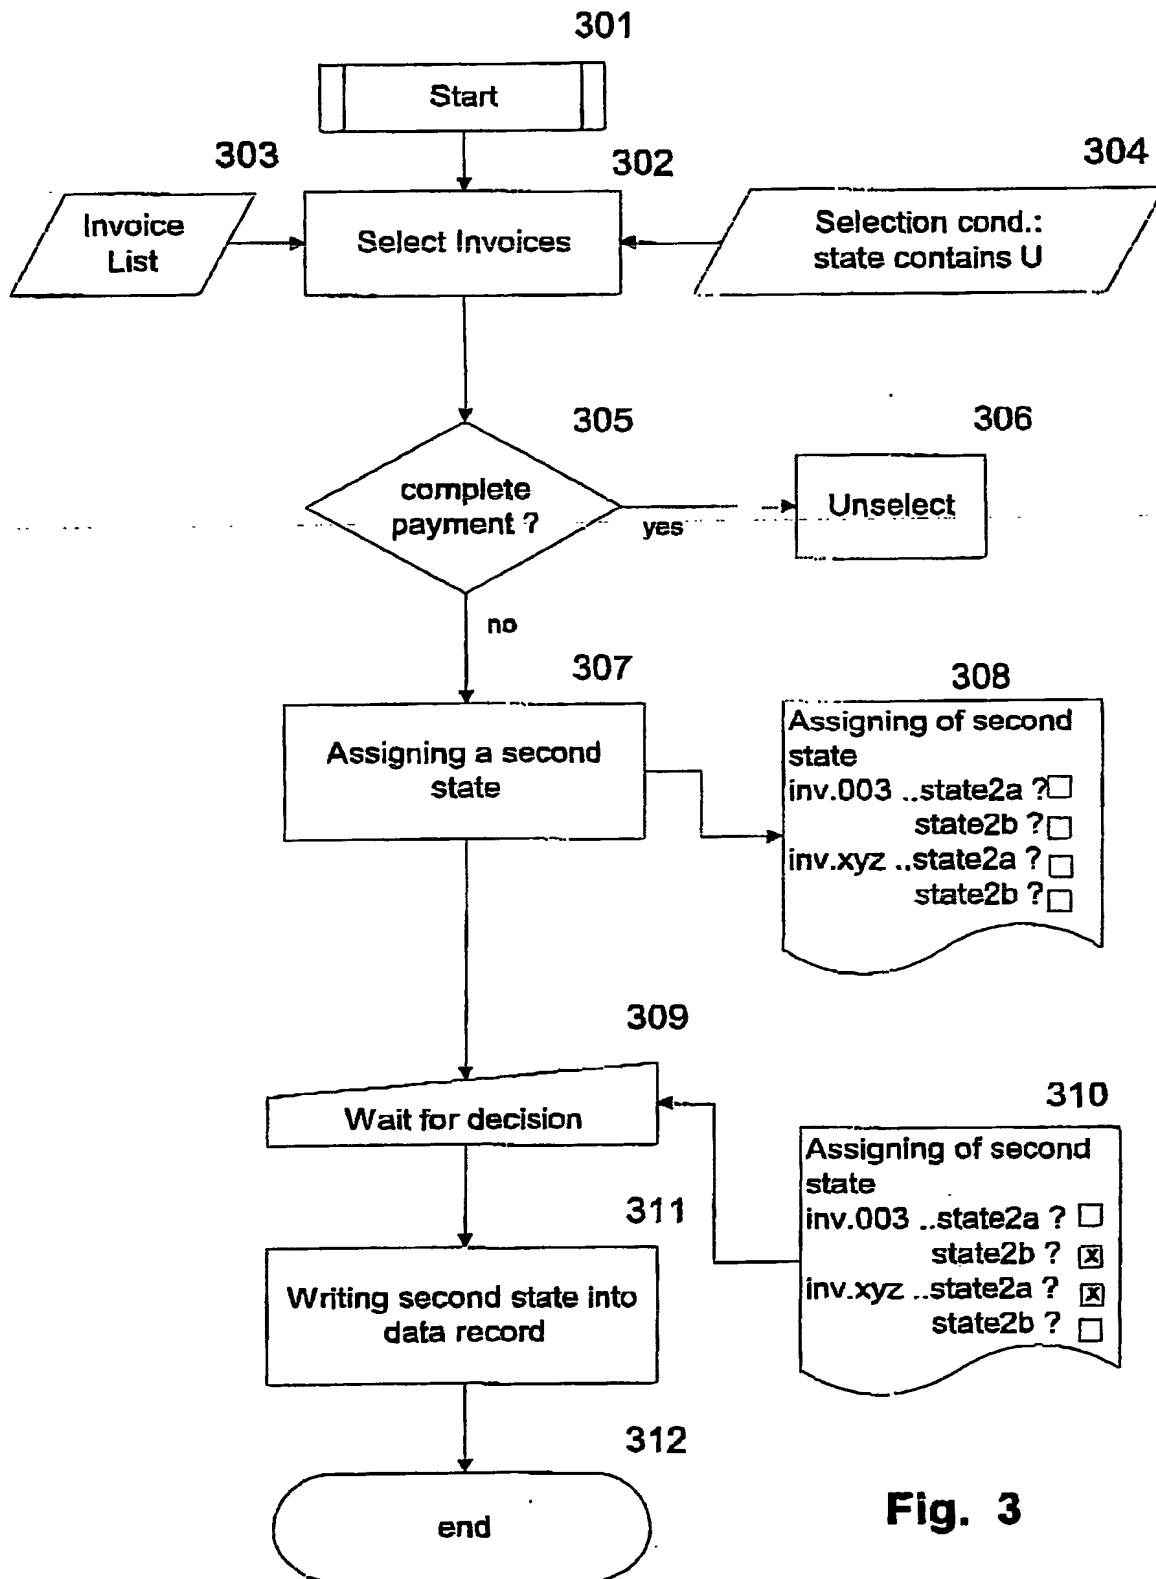 301
Start
303
302
304
Invoice
List
Select Invoices
Selection cond.:
state contains U
305
306
complete
payment ?
yes
Unselect
no
307
308
Assigning a second
state
Assigning of second
state
inv.003 ..state2a ?
state2b ?
inv.xyz ..state2a ?
state2b ?
309
Wait for decision
310
Assigning of second
state
inv.003 ..state2a ?
state2b ? x
inv.xyz ..state2a ? x
state2b ?
311
Writing second state into
data record
312
end
Fig. 3